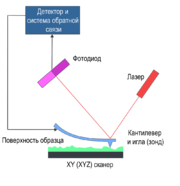 Детектор и
система обратной
связи
Фотодиод
Лазер
Поверхность образца
Кантилевер
и игла (зонд)
XY (XYZ) сканер